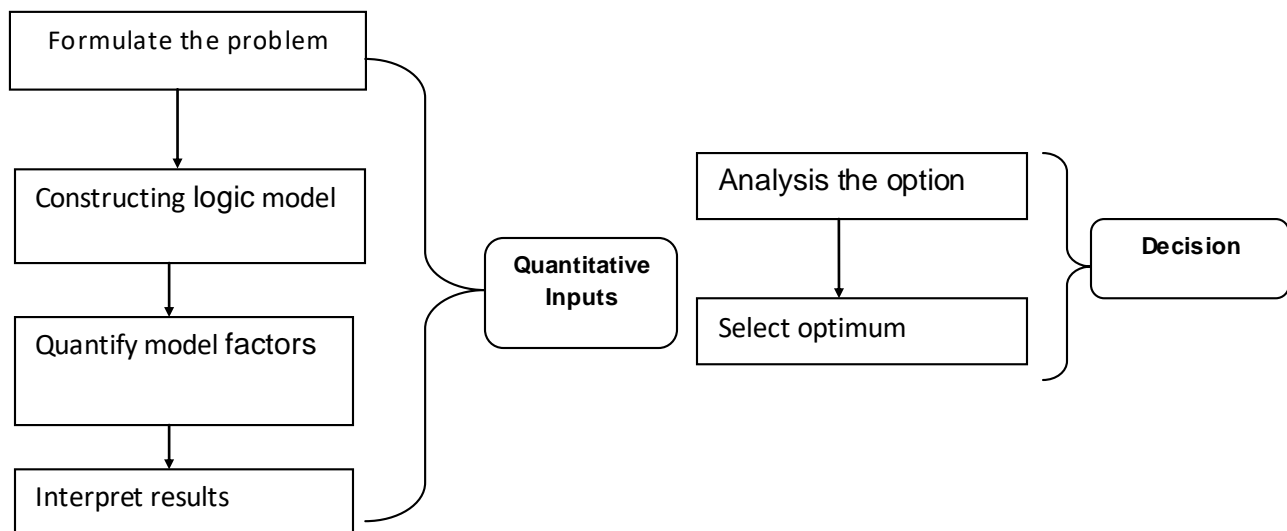 Formulate the problem
Constructing logic model
Quantify model factors
Interpret results
Quantitative
Inputs
Analysis the option
Select optimum
Decision